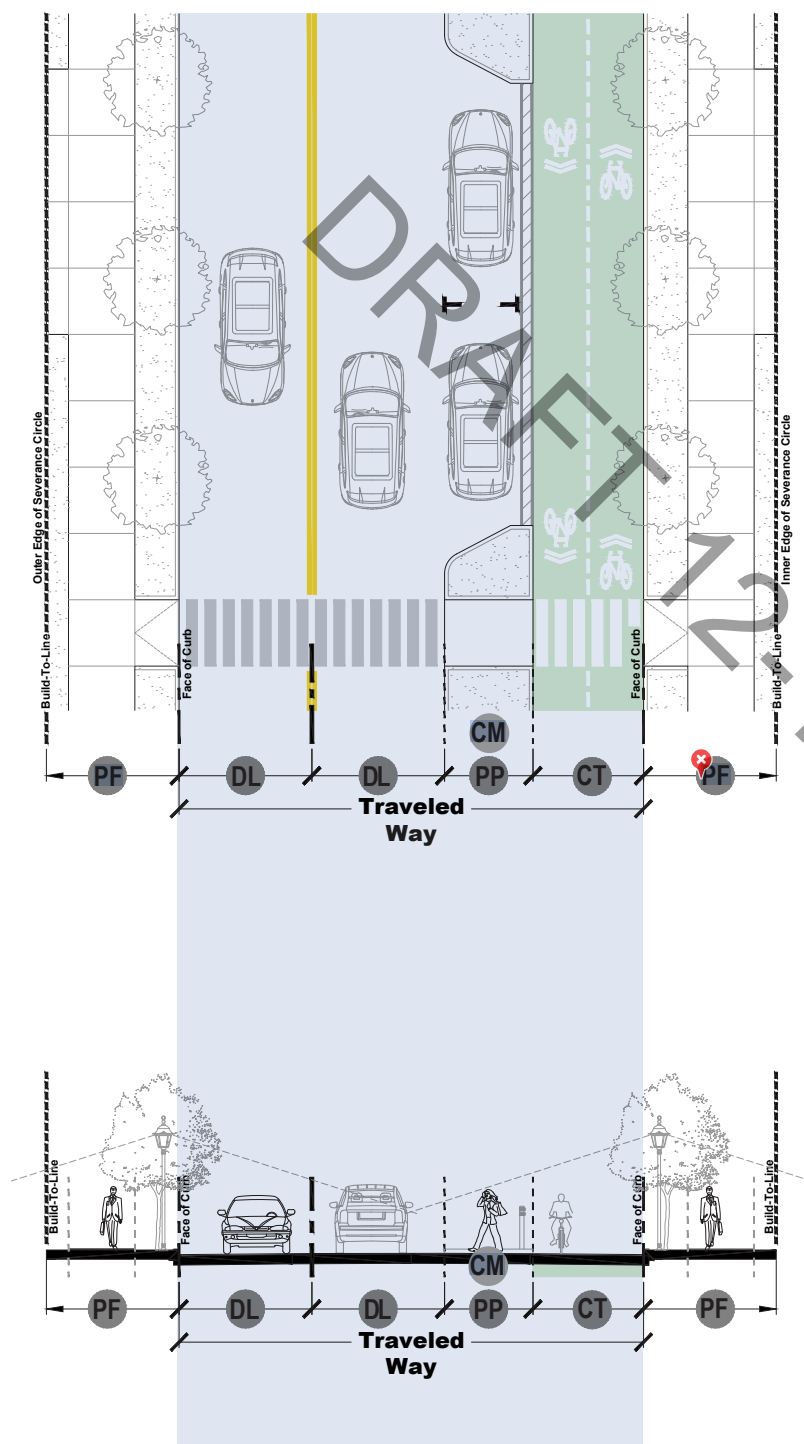 Outer Edge of Severance Circle
Build-To-Line
Face of Curb
Face of Curb
Build-To-Line
Inner Edge of Severance Circle
DRAFT 12.
CM
PF
DL
DL
PP
CT
PF
Traveled
Way
Build-To-Line
Face of Curb
Face of Curb
Build-To-Line
CM
PF
DL
DL
PP
CT
PF
Traveled
Way